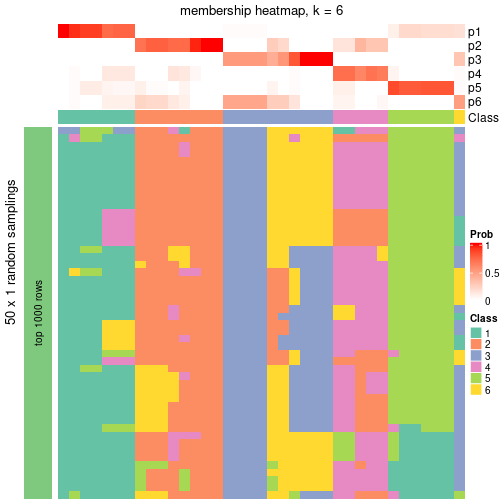 membership heatmap, k = 6
p1
p2
p3
p4
p5
p6
Class
50 x 1 random samplings
top 1000 rows
Prob
1
0.5
0
Class
1
2
3
4
5
6